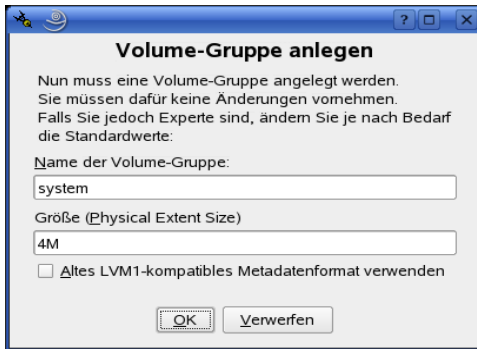 Volume-Gruppe anlegen
Nun muss eine Volume-Gruppe angelegt werden.
Sie müssen dafür keine Änderungen vornehmen.
Falls Sie jedoch Experte sind, ändern Sie je nach Bedarf
die Standardwerte:
Name der Volume-Gruppe:
system
Größe (Physical Extent Size)
4M
Altes LVM1-kompatibles Metadatenformat verwenden
OK Verwerfen